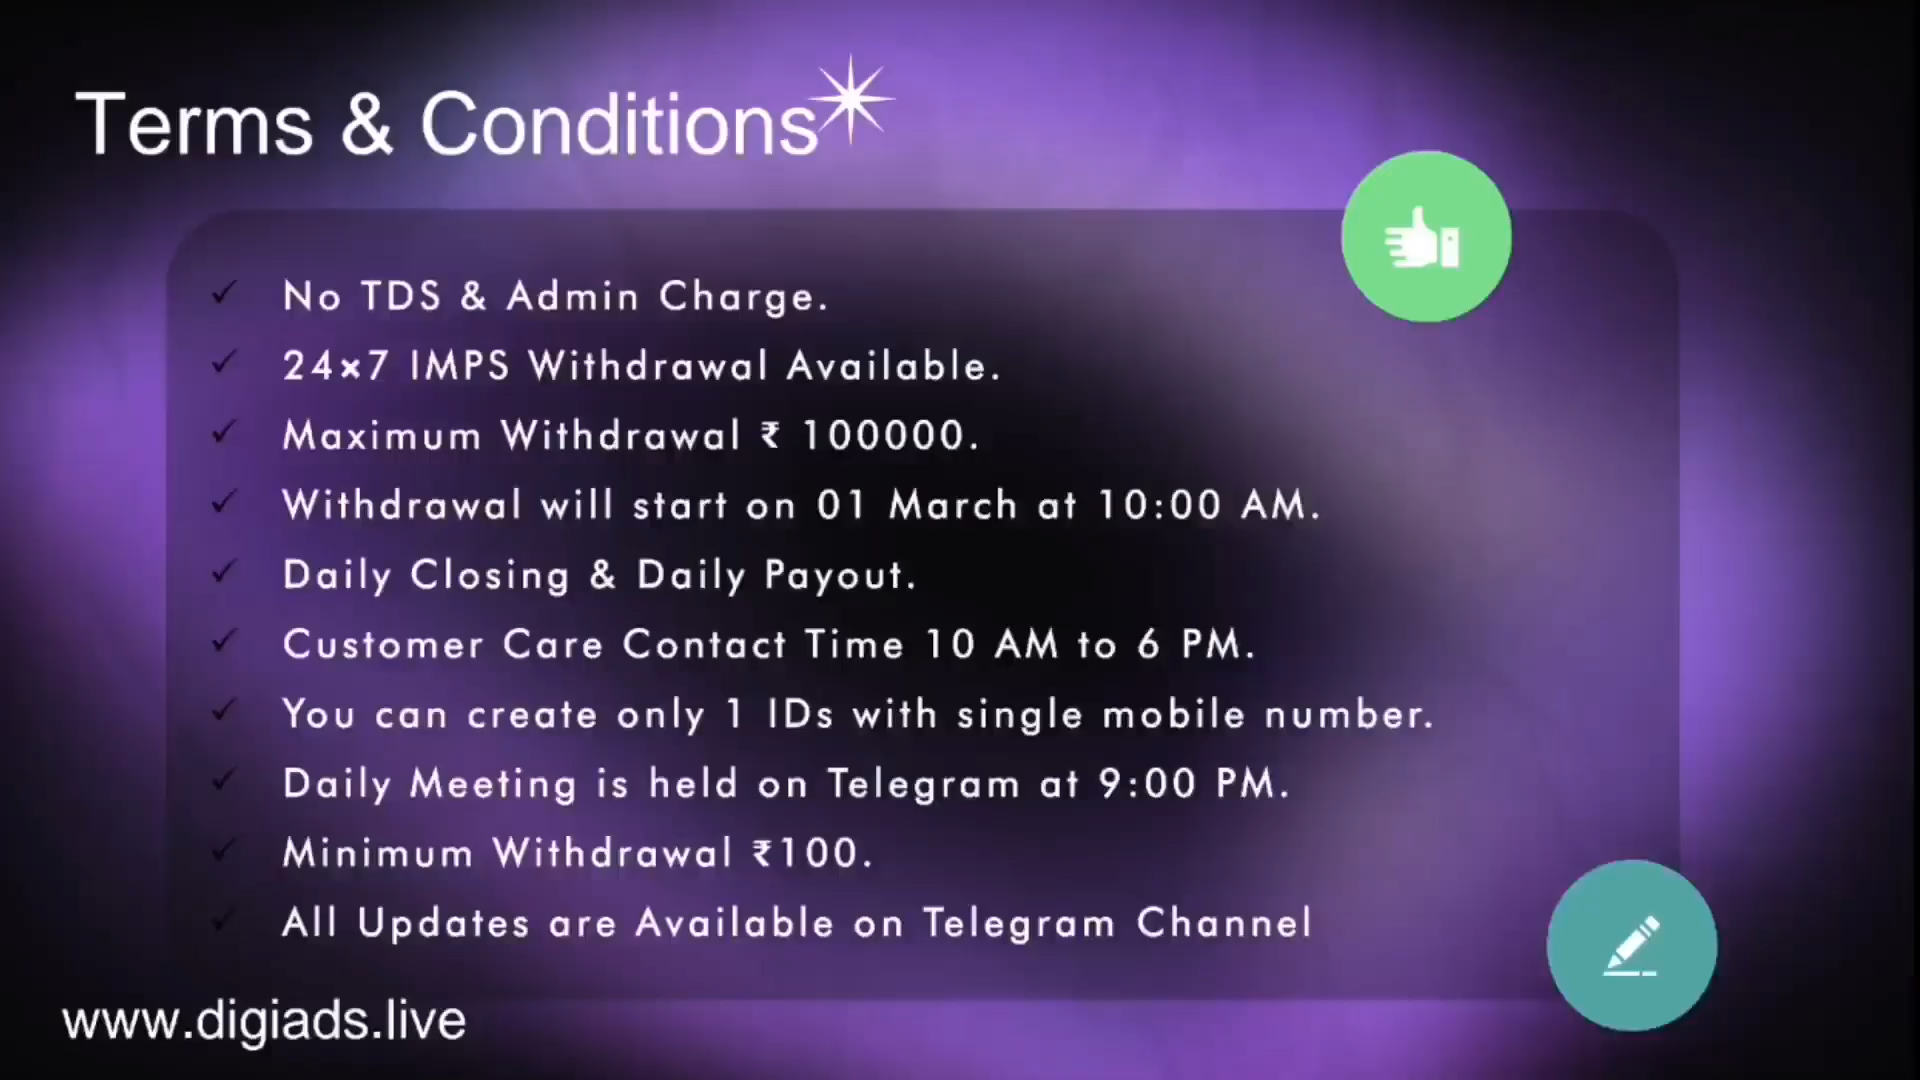 Terms & Conditions
No TDS & Admin Charge.
24×7 IMPS Withdrawal Available.
Maximum Withdrawal ₹ 100000.
Withdrawal will start on 01 March at 10:00 AM.
Daily Closing & Daily Payout.
Customer Care Contact Time 10 AM to 6 PM.
You can create only 1 IDs with single mobile number.
Daily Meeting is held on Telegram at 9:00 PM.
Minimum Withdrawal ₹100.
All Updates are Available on Telegram Channel
www.digiads.live